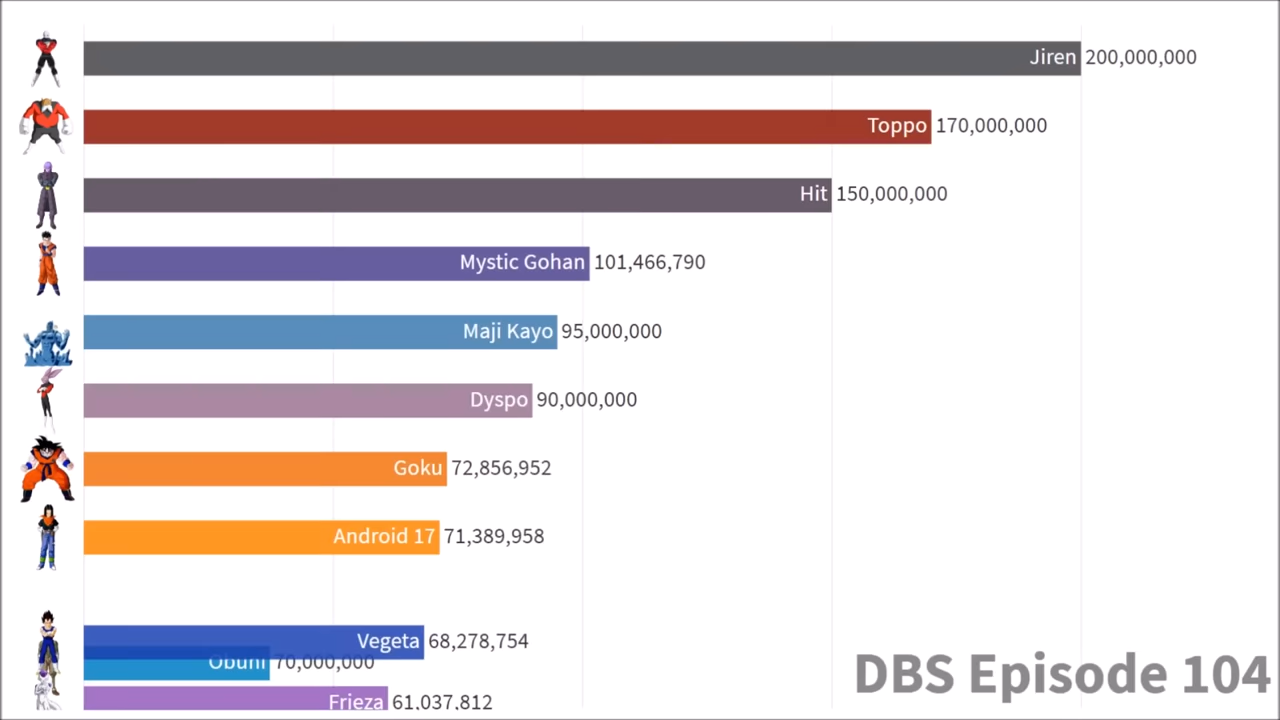 Jiren 200,000,000
Toppo 170,000,000
Hit 150,000,000
Mystic Gohan 101,466,790
Maji Kayo 95,000,000
Dyspo 90,000,000
Goku 72,856,952
Android 17 71,389,958
Vegeta 68,278,754
Obuni 70,000,000
Frieza 61,037,812
DBS Episode 104